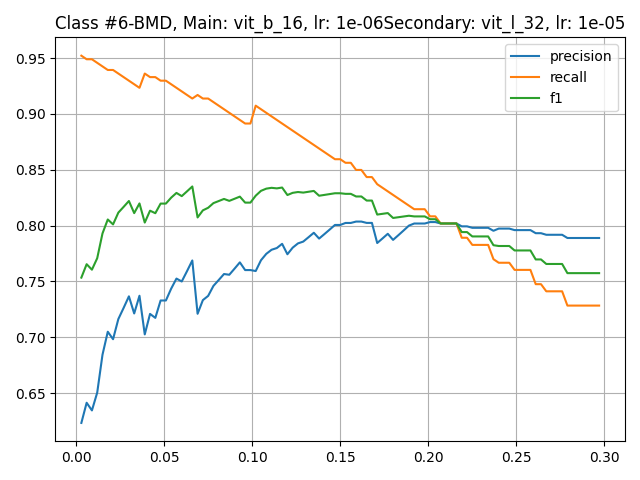 Class #6-BMD, Main: vit_b_16, lr: 1e-06Secondary: vit_l_32, lr: 1e-05
precision
recall
f1
0.95
0.90
0.85
0.80
0.75
0.70
0.65
0.00 0.05 0.10 0.15 0.20 0.25 0.30